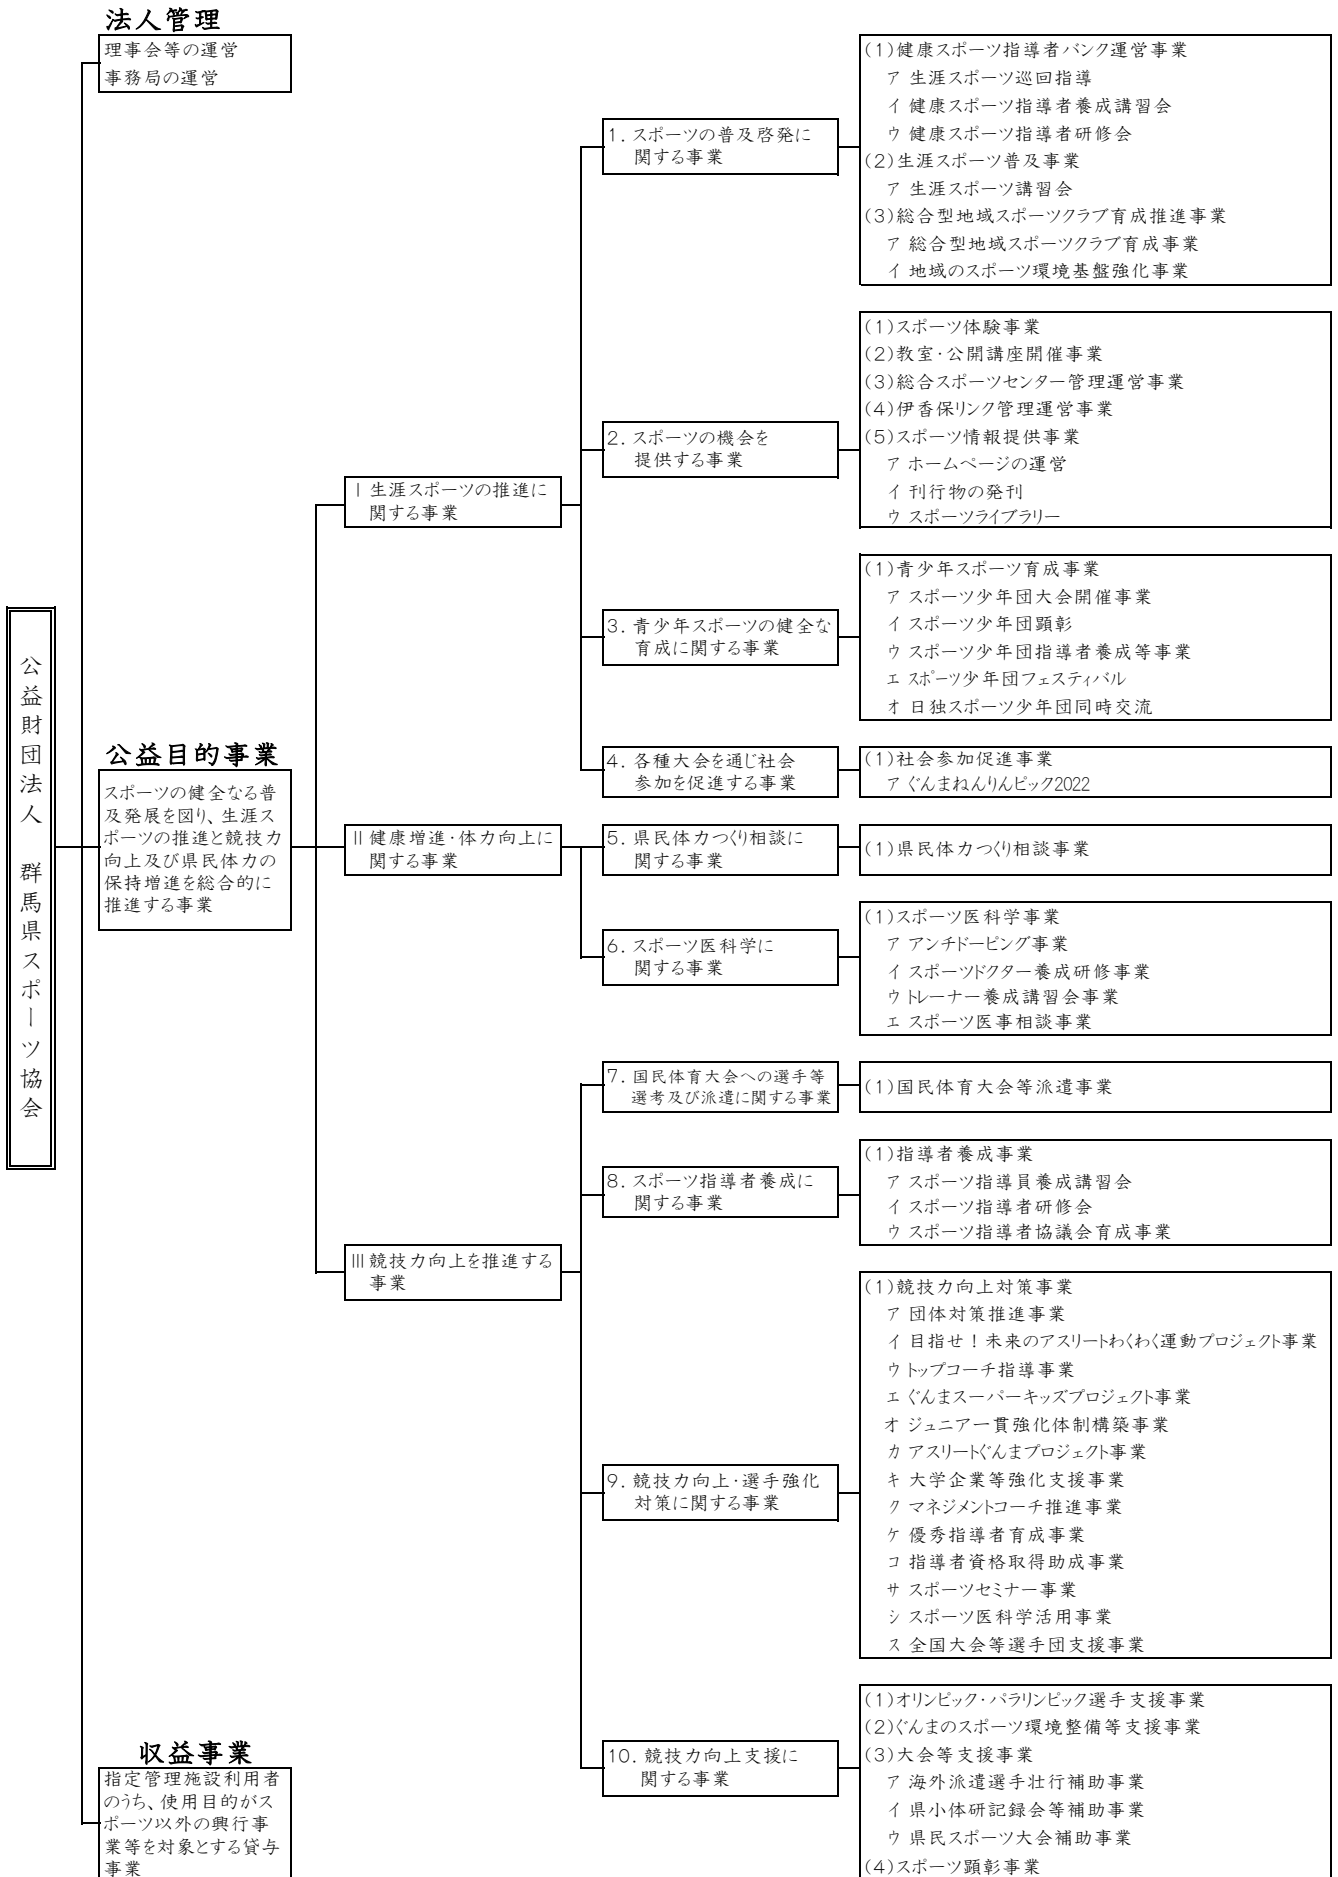 公益財団法人 群馬県スポーツ協会
法人管理
理事会等の運営
事務局の運営
公益目的事業
スポーツの健全なる普
及発展を図り、生涯ス
ポーツの推進と競技力
向上及び県民体力の
保持増進を総合的に
推進する事業
収益事業
指定管理施設利用者
のうち、使用目的がス
ポーツ以外の興行事
業等を対象とする貸与
事業
Ⅰ生涯スポーツの推進に
関する事業
1．スポーツの普及啓発に
関する事業
(1)健康スポーツ指導者バンク運営事業
ア 生涯スポーツ巡回指導
イ 健康スポーツ指導者養成講習会
ウ 健康スポーツ指導者研修会
(2)生涯スポーツ普及事業
ア 生涯スポーツ講習会
(3)総合型地域スポーツクラブ育成推進事業
ア 総合型地域スポーツクラブ育成事業
イ 地域のスポーツ環境基盤強化事業
2．スポーツの機会を
提供する事業
(1)スポーツ体験事業
(2)教室・公開講座開催事業
(3)総合スポーツセンター管理運営事業
(4)伊香保リンク管理運営事業
(5)スポーツ情報提供事業
ア ホームページの運営
イ 刊行物の発刊
ウ スポーツライブラリー
3．青少年スポーツの健全な
育成に関する事業
(1)青少年スポーツ育成事業
ア スポーツ少年団大会開催事業
イ スポーツ少年団顕彰
ウ スポーツ少年団指導者養成等事業
エ スポーツ少年団フェスティバル
オ 日独スポーツ少年団同時交流
4．各種大会を通じ社会
参加を促進する事業
(1)社会参加促進事業
ア ぐんまねんりんピック2022
Ⅱ健康増進・体力向上に
関する事業
5．県民体力つくり相談に
関する事業
(1)県民体力つくり相談事業
6．スポーツ医科学に
関する事業
(1)スポーツ医科学事業
ア アンチドーピング事業
イ スポーツドクター養成研修事業
ウ トレーナー養成講習会事業
エ スポーツ医事相談事業
Ⅲ競技力向上を推進する
事業
7．国民体育大会への選手等
選考及び派遣に関する事業
(1)国民体育大会等派遣事業
8．スポーツ指導者養成に
関する事業
(1)指導者養成事業
ア スポーツ指導員養成講習会
イ スポーツ指導者研修会
ウ スポーツ指導者協議会育成事業
9．競技力向上・選手強化
対策に関する事業
(1)競技力向上対策事業
ア 団体対策推進事業
イ 目指せ！未来のアスリートわくわく運動プロジェクト事業
ウ トップコーチ指導事業
エ ぐんまスーパーキッズプロジェクト事業
オ ジュニア一貫強化体制構築事業
カ アスリートぐんまプロジェクト事業
キ 大学企業等強化支援事業
ク マネジメントコーチ推進事業
ケ 優秀指導者育成事業
コ 指導者資格取得助成事業
サ スポーツセミナー事業
シ スポーツ医科学活用事業
ス 全国大会等選手団支援事業
10．競技力向上支援に
関する事業
(1)オリンピック・パラリンピック選手支援事業
(2)ぐんまのスポーツ環境整備等支援事業
(3)大会等支援事業
ア 海外派遣選手壮行補助事業
イ 県小体研記録会等補助事業
ウ 県民スポーツ大会補助事業
(4)スポーツ顕彰事業